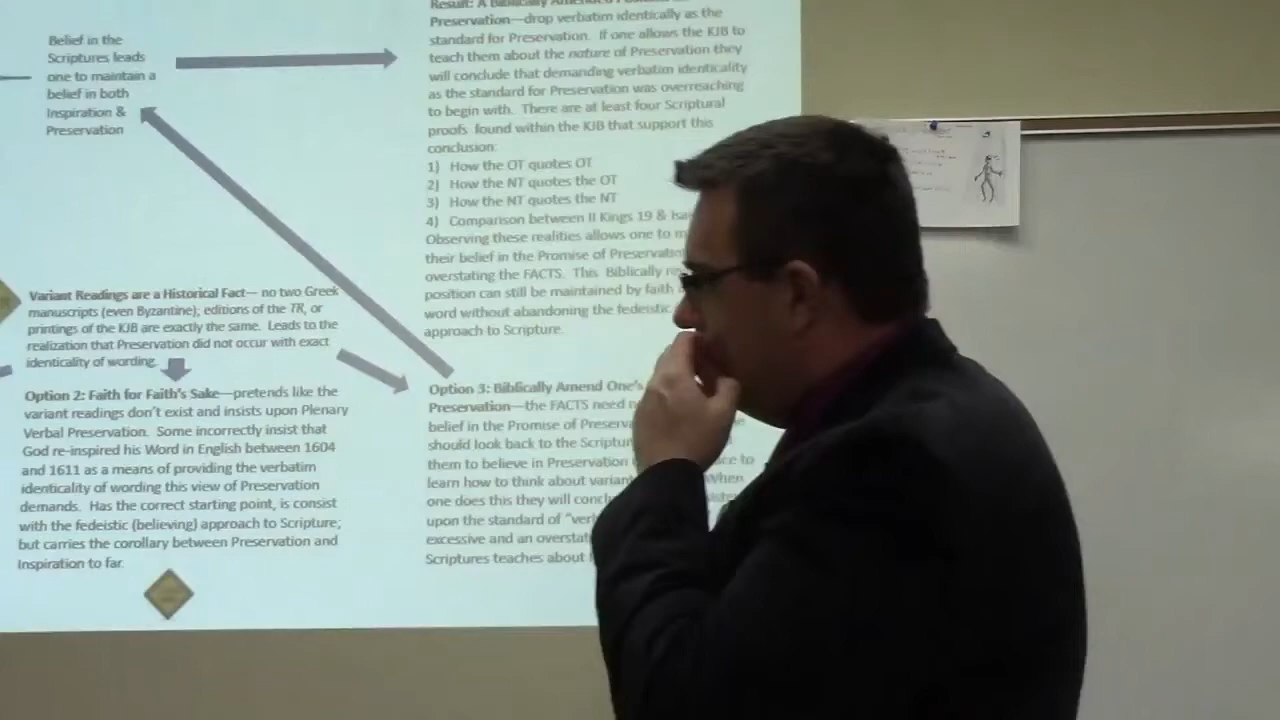 Belief in the
Scriptures leads
one to maintain a
belief in both
Inspiration &
Preservation
Result: A Biblically Amended
Preservation—drop verbatim identically as the
standard for Preservation. If one allows the KJB to
teach them about the nature of Preservation they
will conclude that demanding verbatim identicality
as the standard for Preservation was overreaching
to begin with. There are at least four Scriptural
proofs found within the KJB that support this
conclusion:
1) How the OT quotes OT
2) How the NT quotes the OT
3) How the NT quotes the NT
4) Comparison between II Kings 19 &
Observing these realities allows one to
their belief in the Promise of
overstating the FACTS. This Biblically
position can still be maintained by faith
word without abandoning the fedeistic
approach to Scripture.
Variant Readings are a Historical Fact— no two Greek
manuscripts (even Byzantine); editions of the TR, or
printings of the KJB are exactly the same. Leads to the
realization that Preservation did not occur with exact
identicality of wording.
Option 2: Faith for Faith's Sake—pretends like the
variant readings don't exist and insists upon Plenary
Verbal Preservation. Some incorrectly insist that
God re-inspired his Word in English between 1604
and 1611 as a means of providing the verbatim
identicality of wording this view of Preservation
demands. Has the correct starting point, is consist
with the fedeistic (believing) approach to Scripture;
but carries the corollary between Preservation and
Inspiration to far.
Option 3: Biblically Amend One's
Preservation—the FACTS need
belief in the Promise of
should look back to the
them to believe in Preservation to
learn how to think about When
one does this they will
upon the standard of
excessive and an
Scriptures teaches about